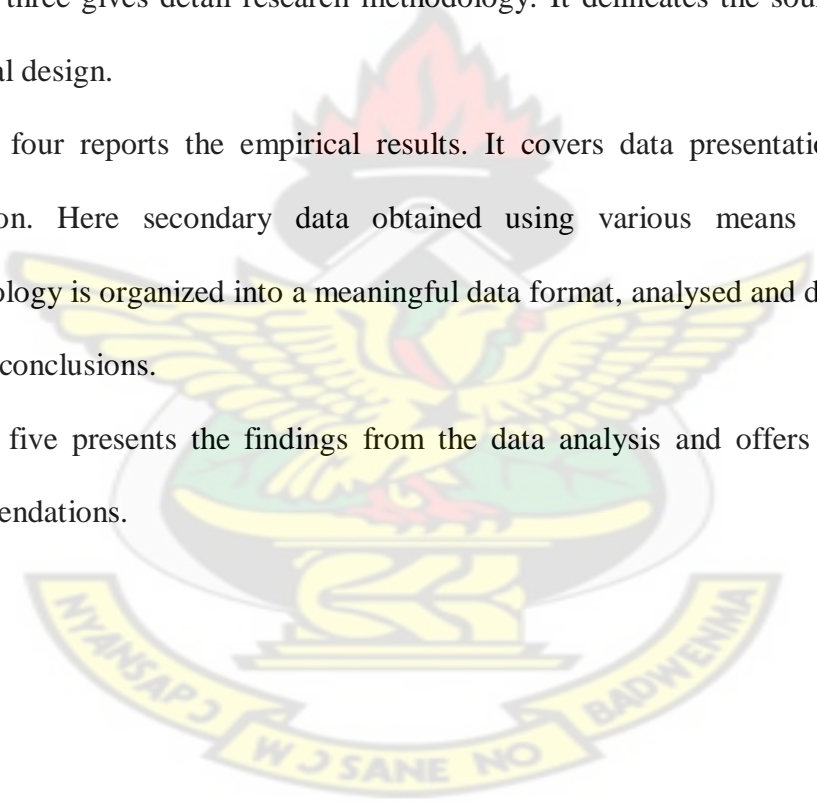 three gives detail research methodology. It delineates the sou
al design.
four reports the empirical results. It covers data presentatio
on. Here secondary data obtained using various means
ology is organized into a meaningful data format, analysed and d
conclusions.
five presents the findings from the data analysis and offers
endations.
NYANSAPƆ WƆSANE NO BADWENMA